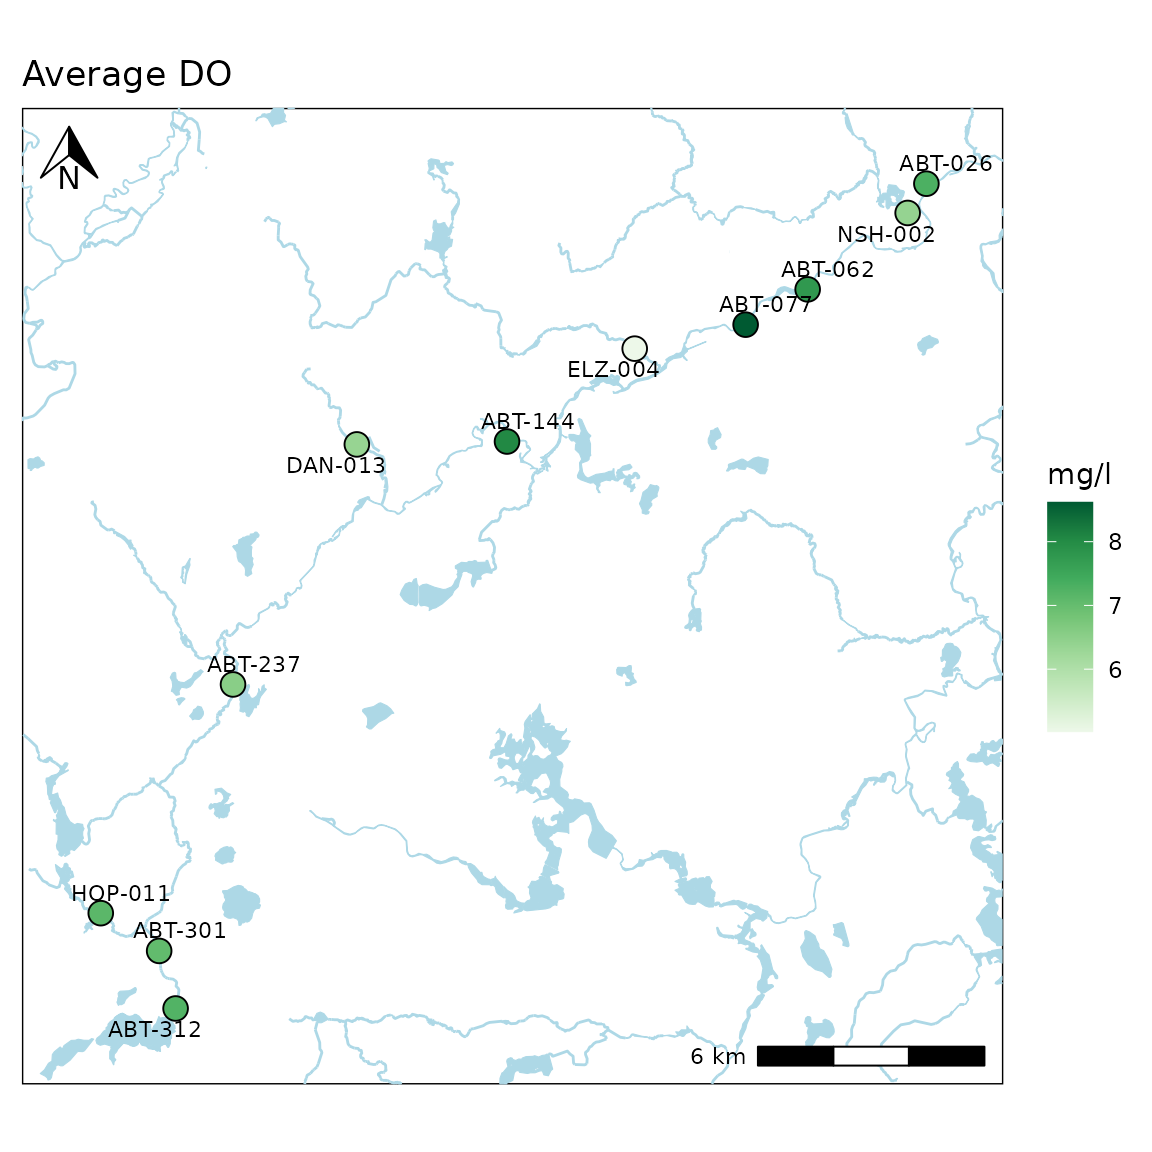 Average DO
N
ABT-026
NSH-002
ABT-062
ABT-077
ELZ-004
ABT-144
DAN-013
mg/l
8
7
6
ABT-237
HOP-011
ABT-301
ABT-312
6 km